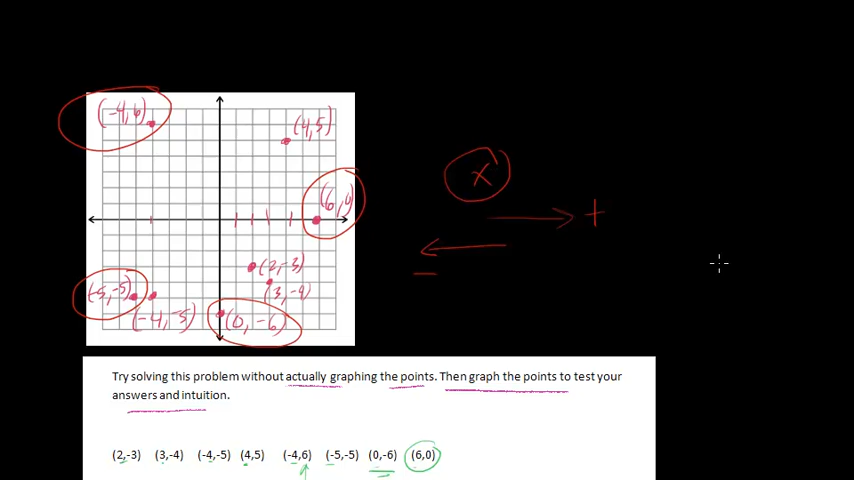 (-4,6)
(4,5)
x
(6,0)
+
(2,-3)
(-5,-5)
(3,-4)
(-4,-5)
(0,-6)
Try solving this problem without actually graphing the points. Then graph the points to test your
answers and intuition.
(2,-3) (3,-4) (-4,-5) (4,5) (-4,6) (-5,-5) (0,-6) (6,0)